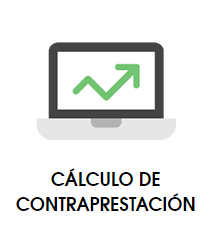 CÁLCULO DE
CONTRAPRESTACIÓN